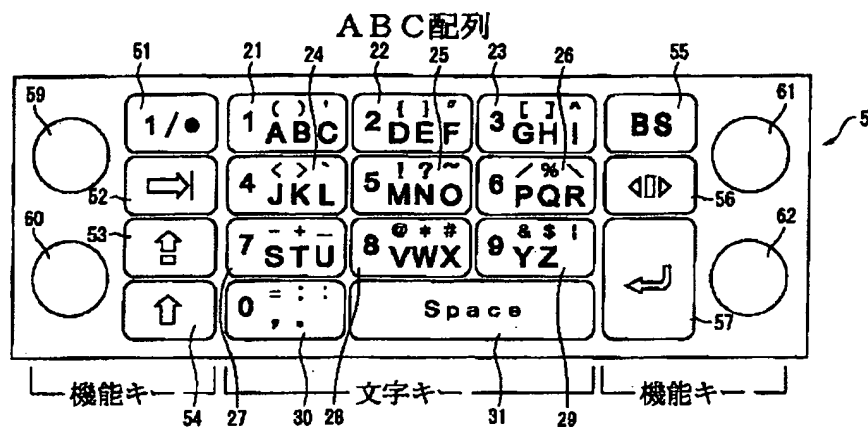 ABC配列
51 21 24 22 25 23 26 55
59 61 5
1/● 1 ( ) ' ABC 2 { } " DEF 3 [ ] ^ GHI BS
52 4 < > ` JKL 5 ! ? ~ MNO 6 / % \ PQR 56
60 53 62
7 - + _ STU 8 @ * # VWX 9 & $ | YZ
0 = : ; , . Space 57
機能キー 文字キー 機能キー
54 27 30 28 31 29